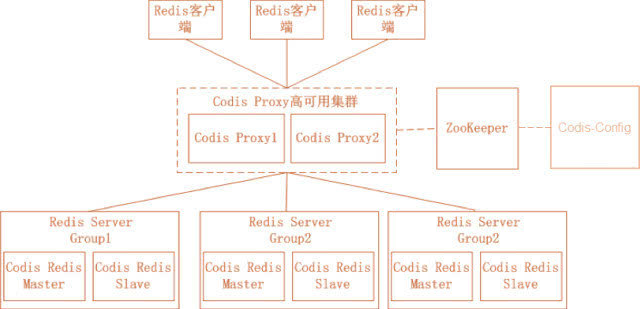 Redis客户
端
Redis客户
端
Redis客户
端
Codis Proxy高可用集群
Codis Proxy1
Codis Proxy2
ZooKeeper
Codis-Config
Redis Server
Group1
Codis Redis
Master
Codis Redis
Slave
Redis Server
Group2
Codis Redis
Master
Codis Redis
Slave
Redis Server
Group2
Codis Redis
Master
Codis Redis
Slave